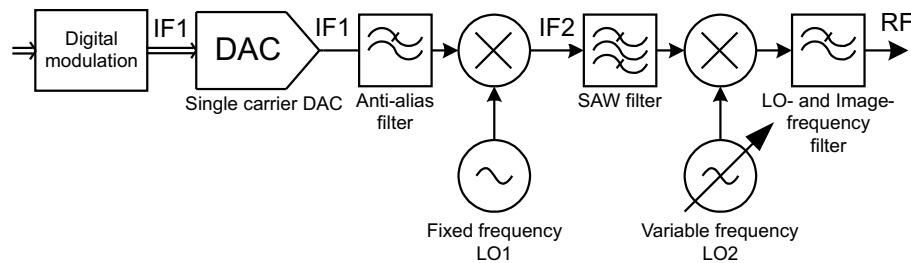 Digital
modulation
IF1
DAC
Single carrier DAC
IF1
Anti-alias
filter
IF2
SAW filter
RF
LO- and Image-
frequency
filter
Fixed frequency
LO1
Variable frequency
LO2